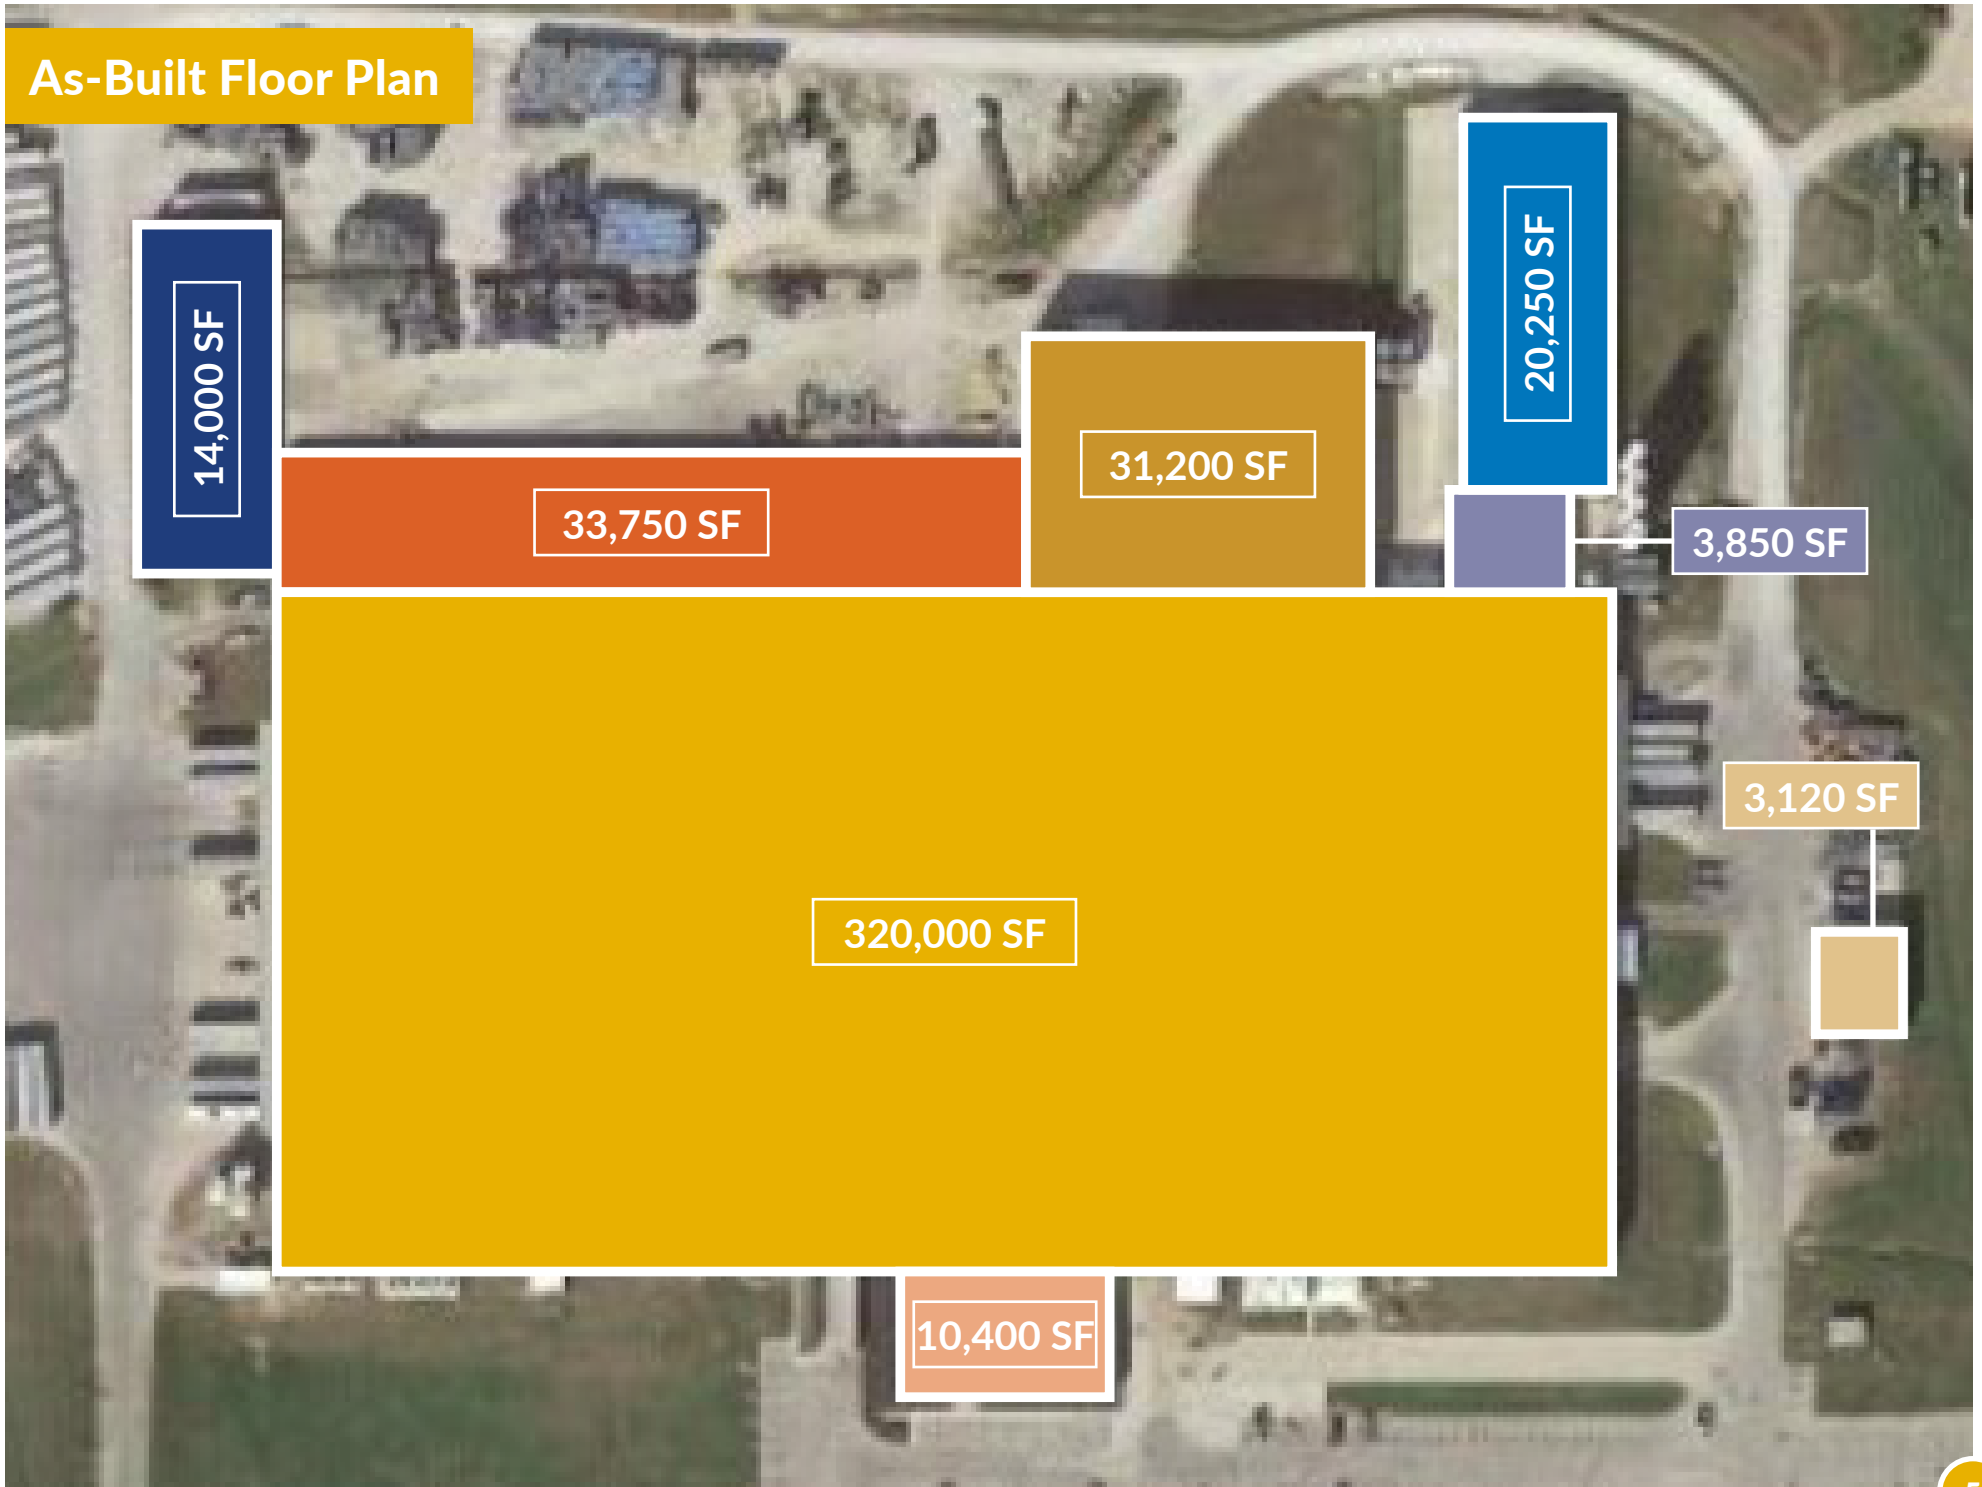 As-Built Floor Plan
14,000 SF
20,250 SF
31,200 SF
33,750 SF
3,850 SF
3,120 SF
320,000 SF
10,400 SF